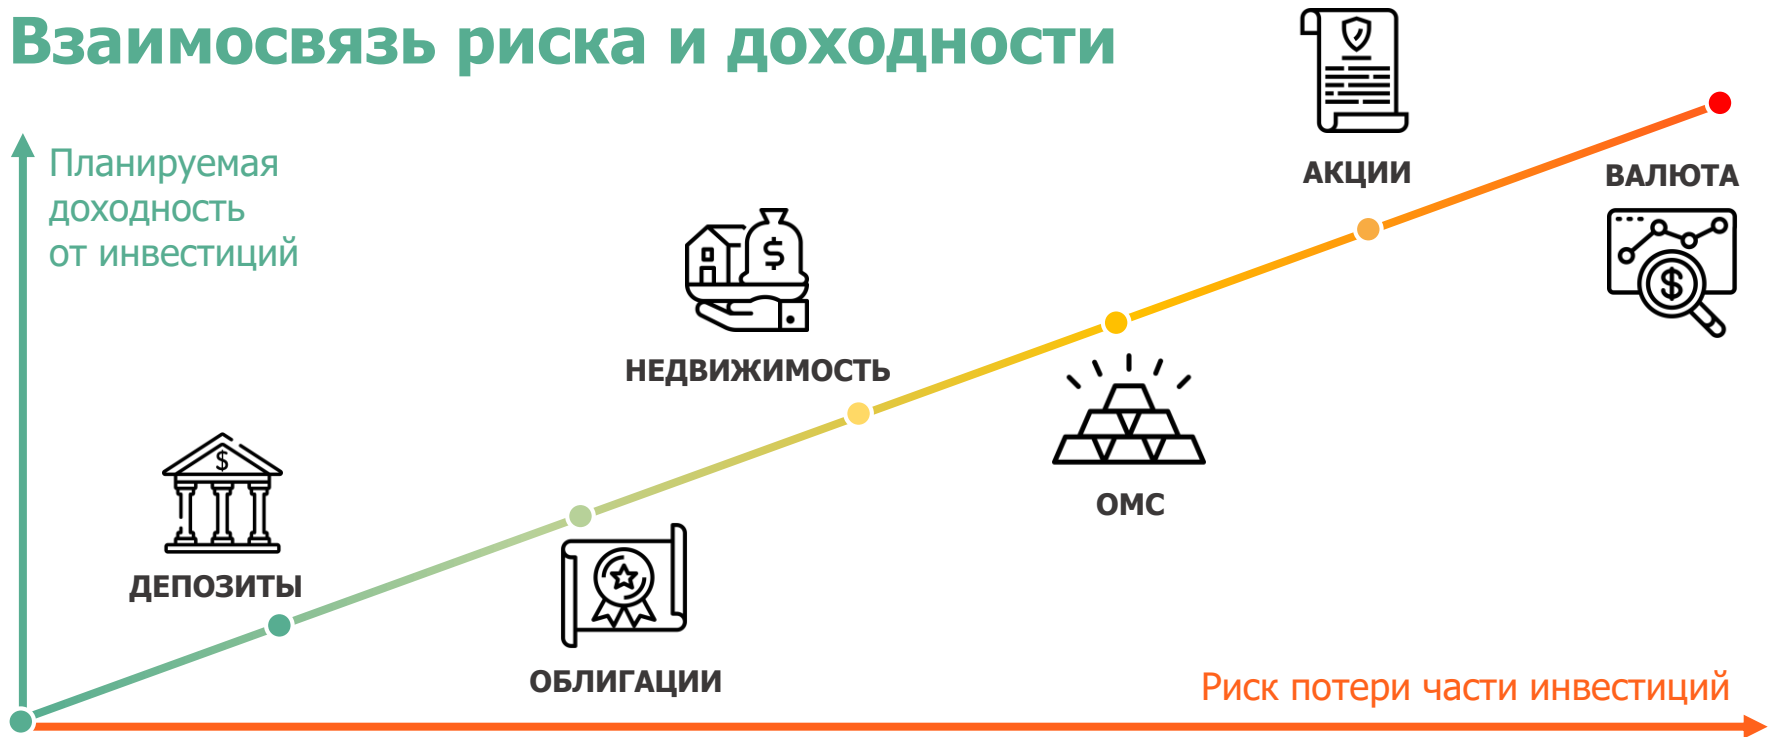 Взаимосвязь риска и доходности
Планируемая
доходность
от инвестиций
АКЦИИ
ВАЛЮТА
НЕДВИЖИМОСТЬ
ОМС
ДЕПОЗИТЫ
ОБЛИГАЦИИ
Риск потери части инвестиций